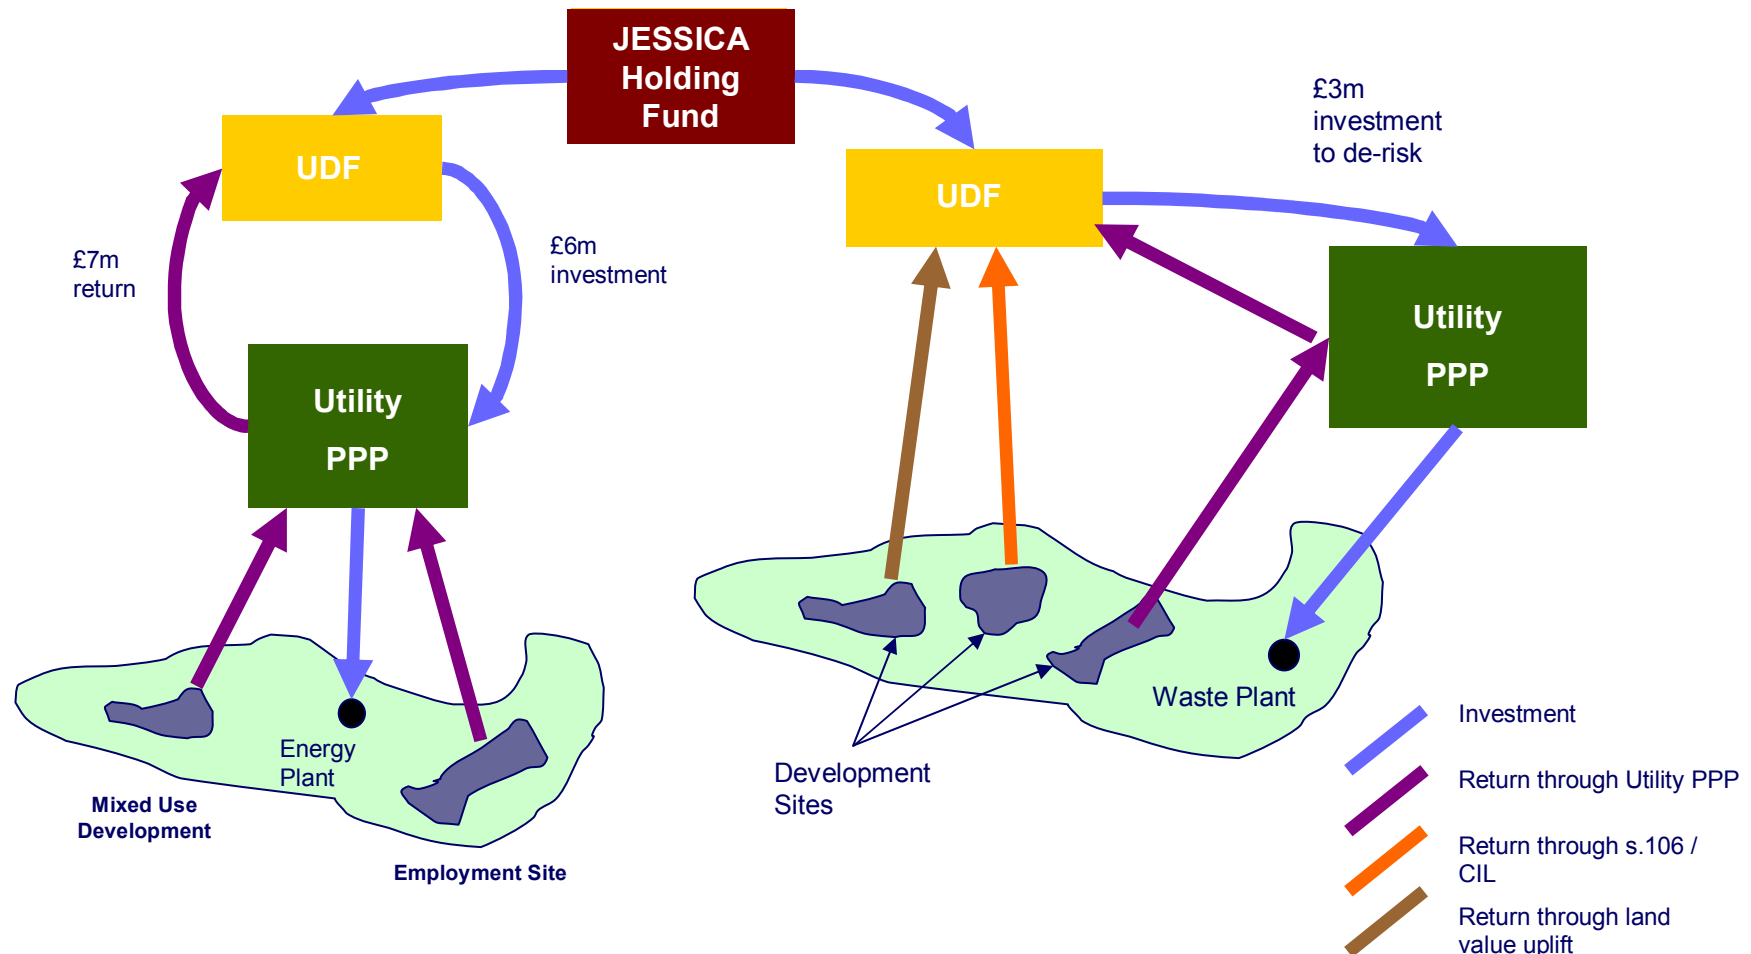 JESSICA
Holding
Fund
£3m
investment
to de-risk
UDF
UDF
£7m
return
£6m
investment
Utility
PPP
Utility
PPP
Energy
Plant
Mixed Use
Development
Employment Site
Waste Plant
Development
Sites
Investment
Return through Utility PPP
Return through s.106 /
CIL
Return through land
value uplift